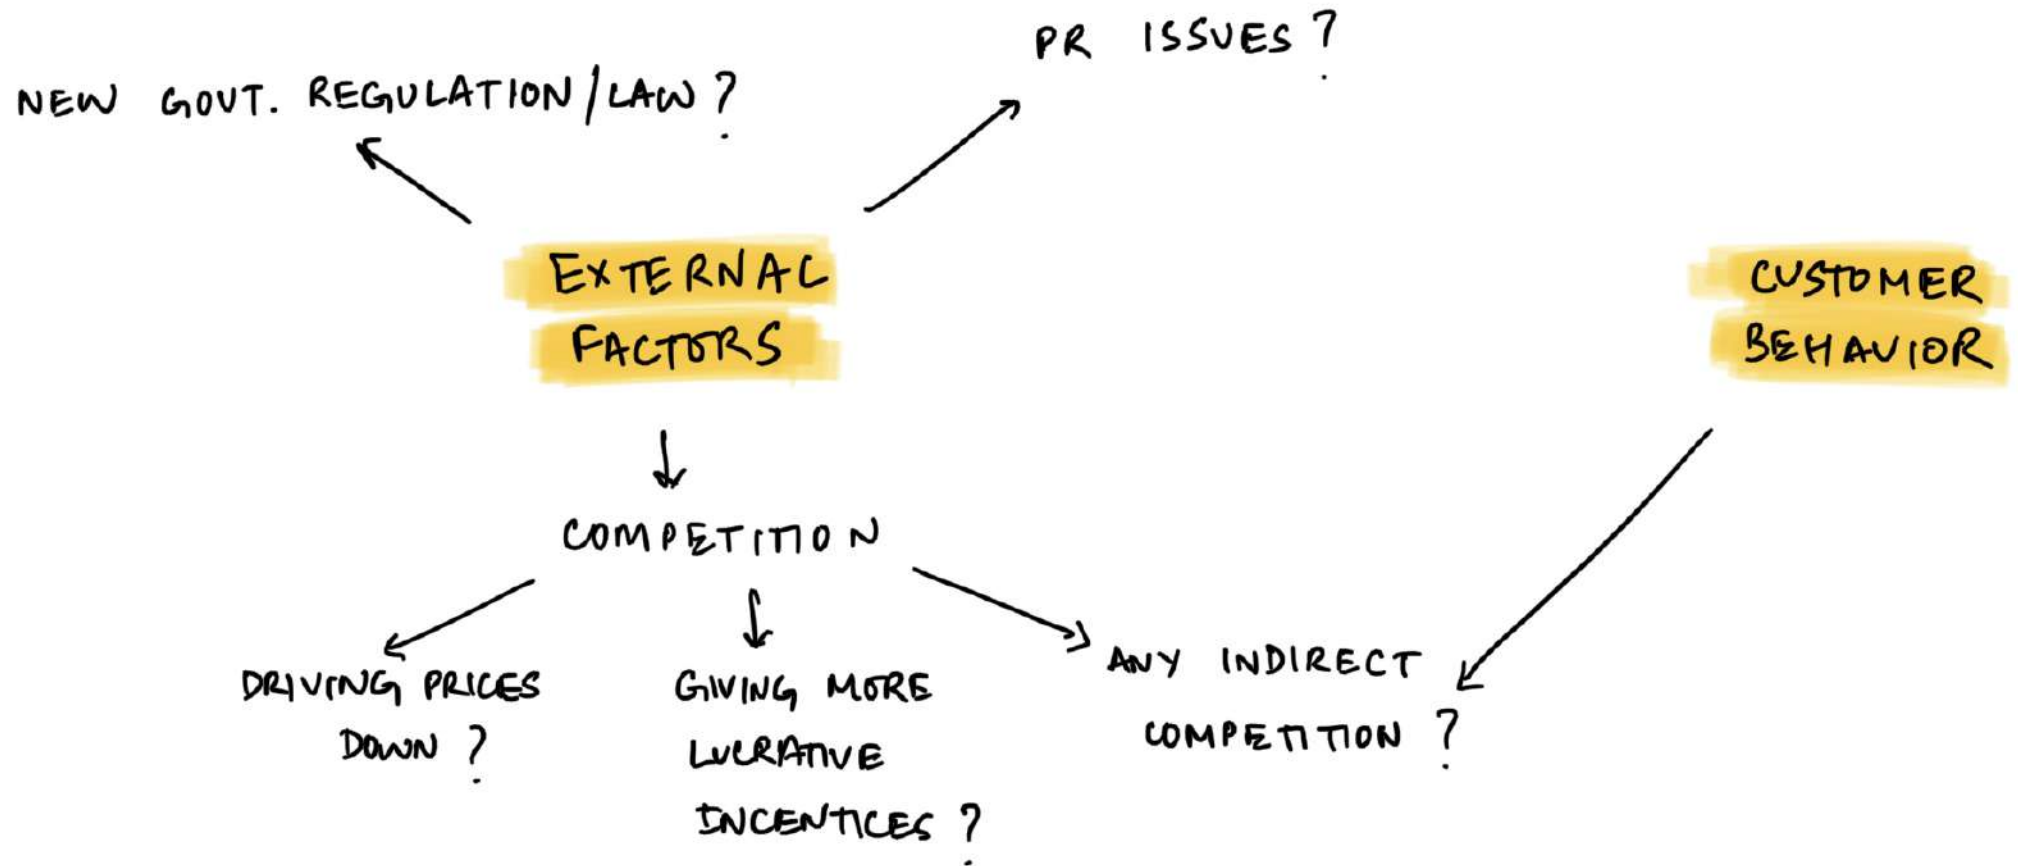 PR ISSUES?
NEW GOVT. REGULATION/LAW?
EXTERNAL
FACTORS
CUSTOMER
BEHAVIOR
COMPETITION
DRIVING PRICES
DOWN?
GIVING MORE
LUCRATIVE
INCENTICES?
ANY INDIRECT
COMPETITION?